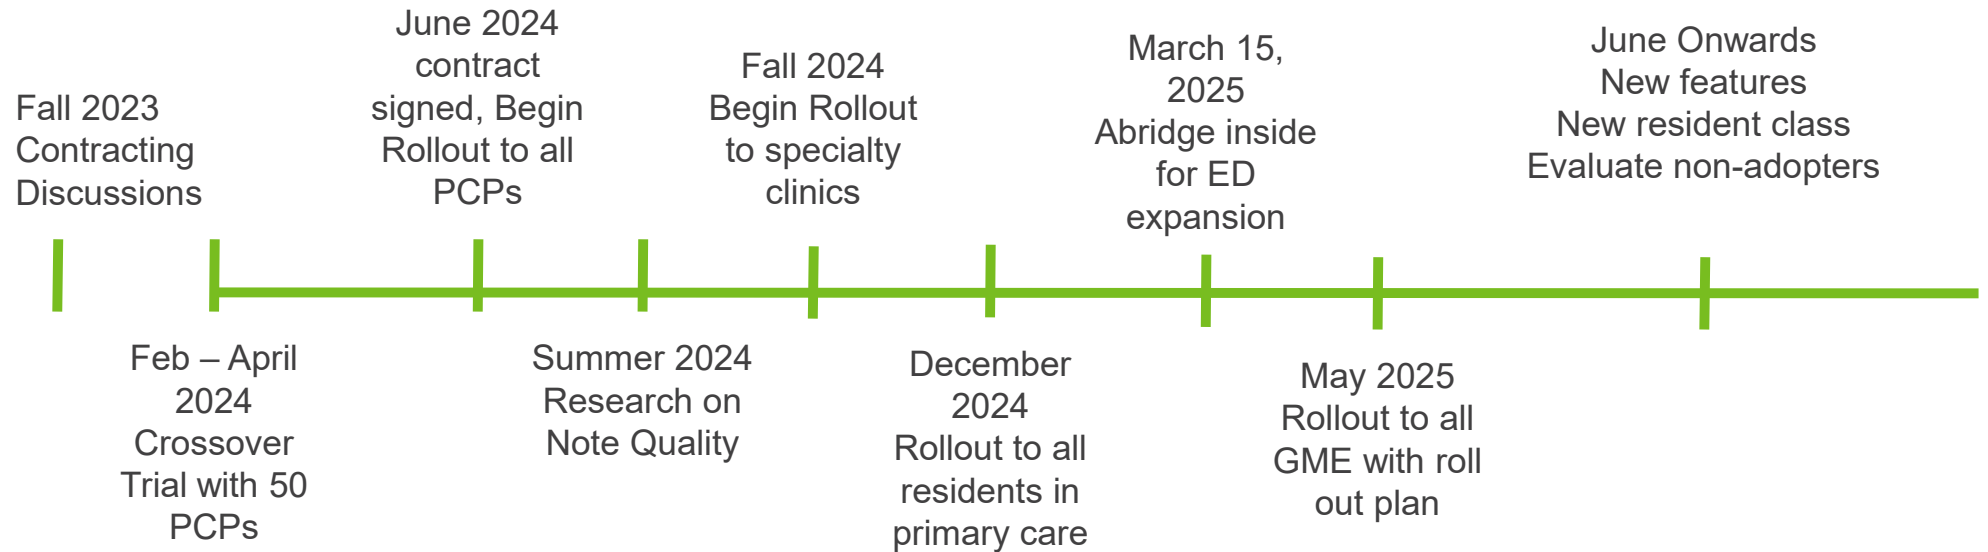 Fall 2023
Contracting
Discussions
Feb – April
2024
Crossover
Trial with 50
PCPs
June 2024
contract
signed, Begin
Rollout to all
PCPs
Summer 2024
Research on
Note Quality
Fall 2024
Begin Rollout
to specialty
clinics
December
2024
Rollout to all
residents in
primary care
March 15,
2025
Abridge inside
for ED
expansion
May 2025
Rollout to all
GME with roll
out plan
June Onwards
New features
New resident class
Evaluate non-adopters